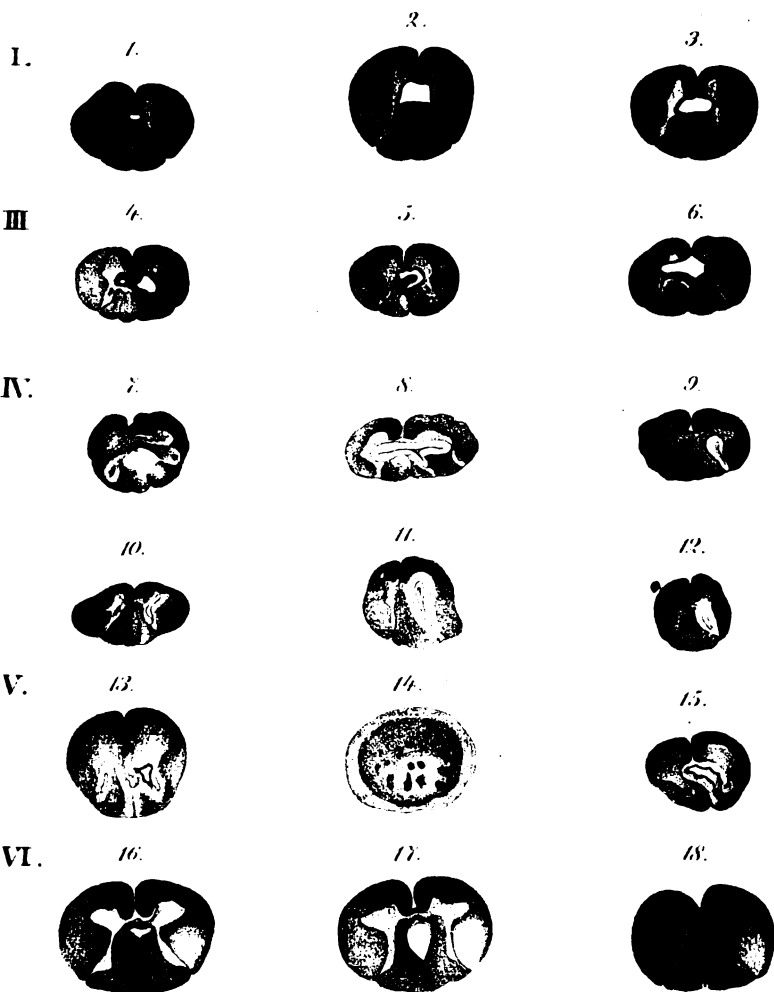 I. 1. 2. 3.
III 4. 5. 6.
IV. 7. 8. 9.
10. 11. 12.
V. 13. 14. 15.
VI. 16. 17. 18.